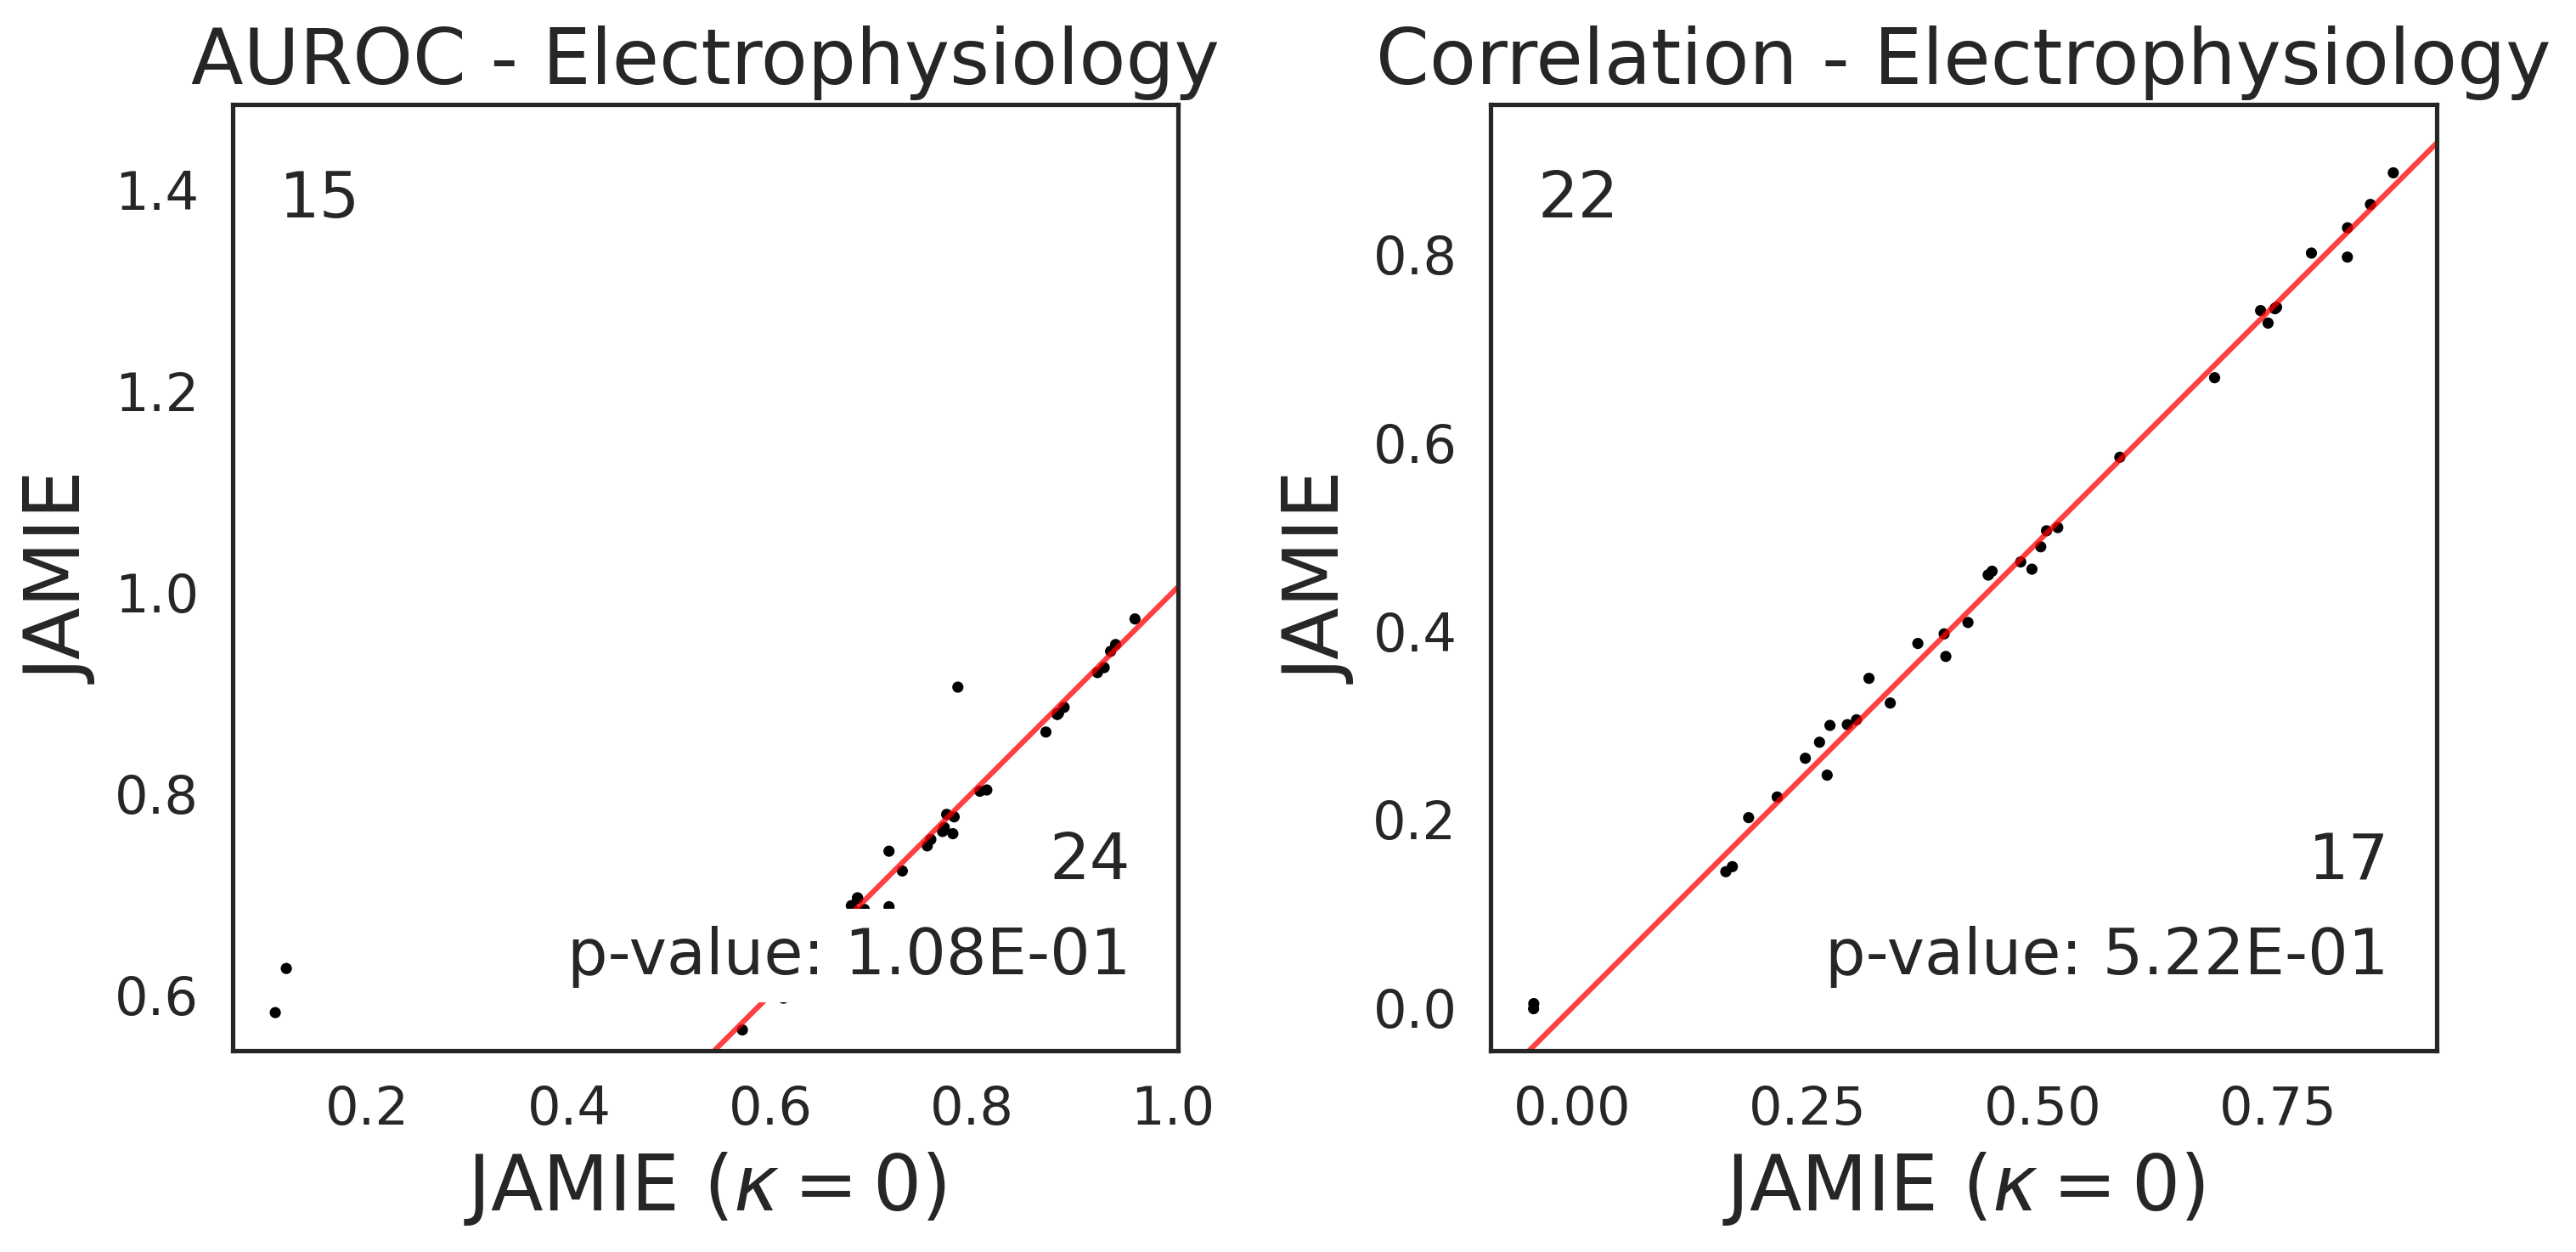 AUROC - Electrophysiology
15
1.4
1.2
1.0
0.8
0.6
JAMIE
24
p-value: 1.08E-01
0.2 0.4 0.6 0.8 1.0
JAMIE (κ = 0)
Correlation - Electrophysiology
22
0.8
0.6
0.4
0.2
0.0
JAMIE
17
p-value: 5.22E-01
0.00 0.25 0.50 0.75
JAMIE (κ = 0)